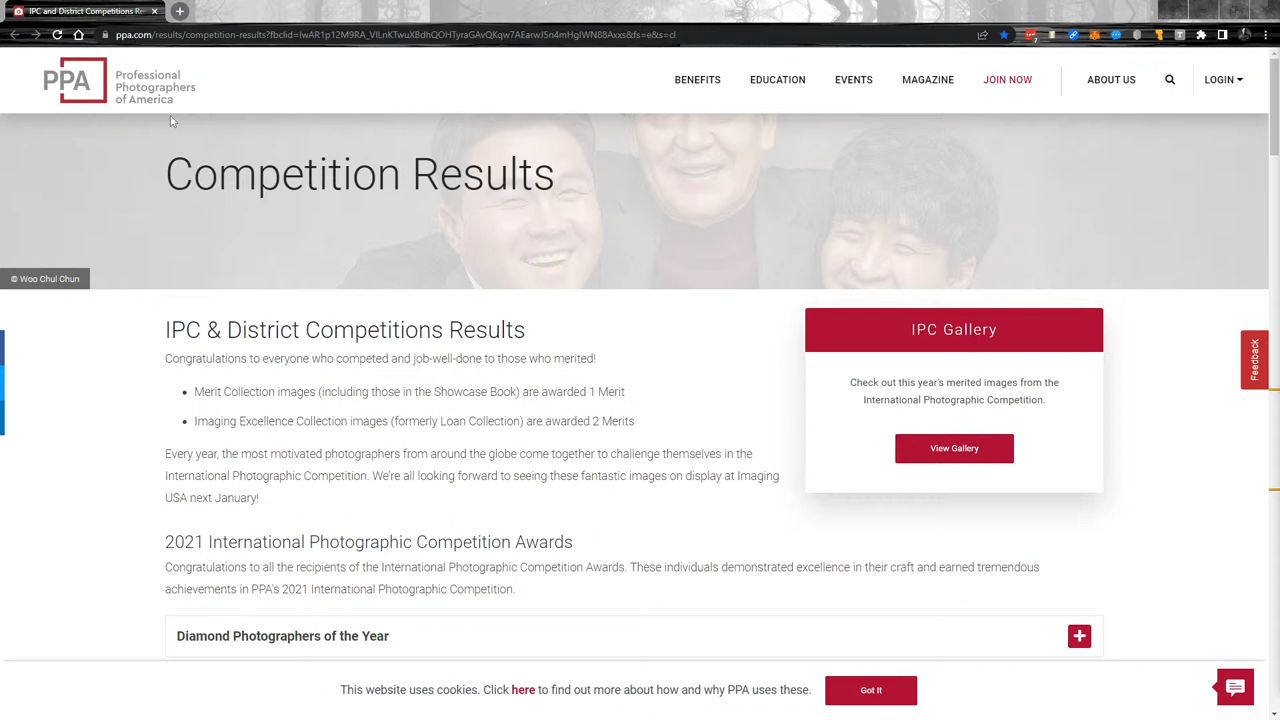 IPC and District Competitions Re
ppa.com/results/competition-results?fbclid=
PPA
Professional
Photographers
of America
BENEFITS
EDUCATION
EVENTS
MAGAZINE
JOIN NOW
ABOUT US
LOGIN
Competition Results
© Woo Chul Chun
IPC & District Competitions Results
Congratulations to everyone who competed and job-well-done to those who merited!
• Merit Collection images (including those in the Showcase Book) are awarded 1 Merit
• Imaging Excellence Collection images (formerly Loan Collection) are awarded 2 Merits
Every year, the most motivated photographers from around the globe come together to challenge themselves in the
International Photographic Competition. We're all looking forward to seeing these fantastic images on display at Imaging
USA next January!
IPC Gallery
Check out this year's merited images from the
International Photographic Competition.
View Gallery
Feedback
2021 International Photographic Competition Awards
Congratulations to all the recipients of the International Photographic Competition Awards. These individuals demonstrated excellence in their craft and earned tremendous
achievements in PPA's 2021 International Photographic Competition.
Diamond Photographers of the Year
This website uses cookies. Click here to find out more about how and why PPA uses these.
Got It